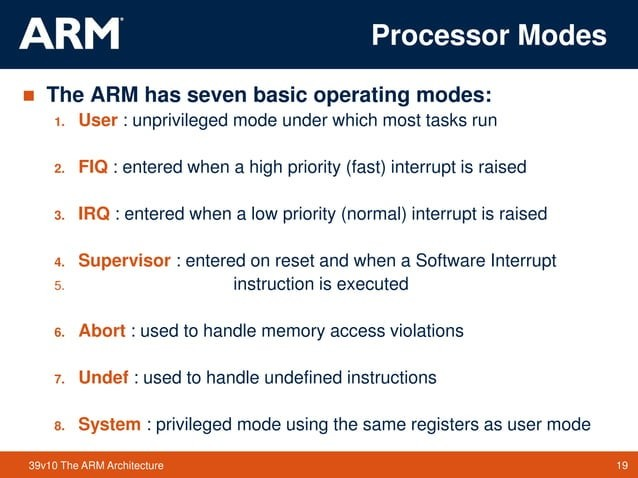 ARM
Processor Modes
■ The ARM has seven basic operating modes:
1. User : unprivileged mode under which most tasks run
2. FIQ : entered when a high priority (fast) interrupt is raised
3. IRQ : entered when a low priority (normal) interrupt is raised
4. Supervisor : entered on reset and when a Software Interrupt
5. instruction is executed
6. Abort : used to handle memory access violations
7. Undef : used to handle undefined instructions
8. System : privileged mode using the same registers as user mode
39v10 The ARM Architecture
19